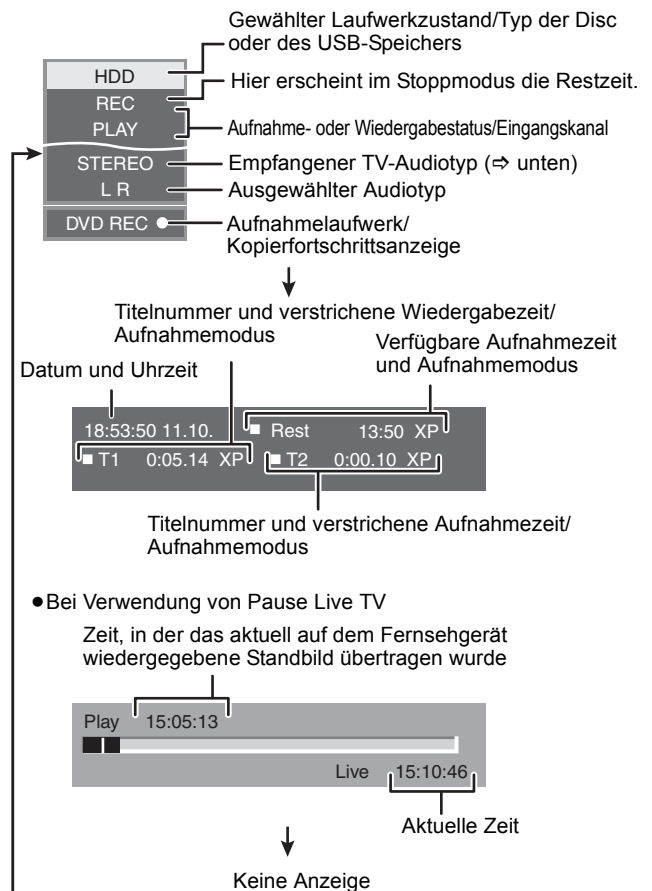 Gewählter Laufwerkzustand/Typ der Disc
oder des USB-Speichers
HDD
Hier erscheint im Stoppmodus die Restzeit.
REC
PLAY
Aufnahme- oder Wiedergabestatus/Eingangskanal
STEREO
Empfangener TV-Audiotyp (⇨ unten)
L R
Ausgewählter Audiotyp
DVD REC ●
Aufnahmelaufwerk/
Kopierfortschrittsanzeige
Titelnummer und verstrichene Wiedergabezeit/
Aufnahmemodus
Verfügbare Aufnahmezeit
und Aufnahmemodus
Datum und Uhrzeit
18:53:50 11.10. ■ Rest 13:50 XP
■ T1 0:05.14 XP ■ T2 0:00.10 XP
Titelnummer und verstrichene Aufnahmezeit/
Aufnahmemodus
●Bei Verwendung von Pause Live TV
Zeit, in der das aktuell auf dem Fernsehgerät
wiedergegebene Standbild übertragen wurde
Play 15:05:13
Live 15:10:46
Aktuelle Zeit
Keine Anzeige